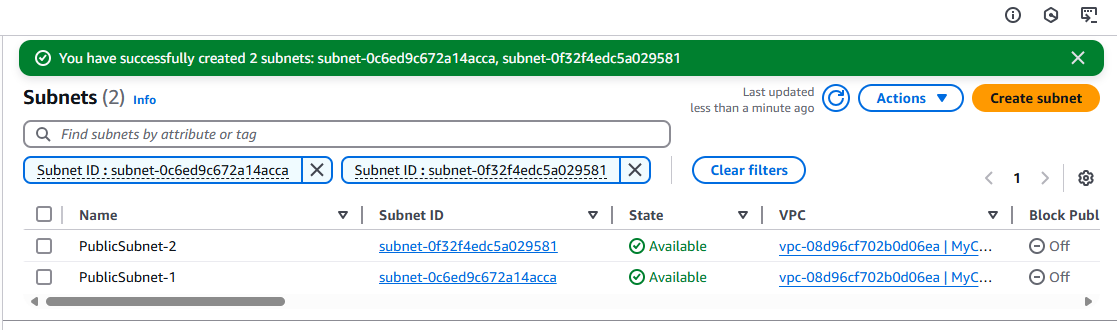 You have successfully created 2 subnets: subnet-0c6ed9c672a14acca, subnet-0f32f4edc5a029581
Subnets (2) Info
Last updated
less than a minute ago
Actions
Create subnet
Find subnets by attribute or tag
Subnet ID : subnet-0c6ed9c672a14acca
Subnet ID : subnet-0f32f4edc5a029581
Clear filters
1
Name Subnet ID State VPC Block Publ
PublicSubnet-2 subnet-0f32f4edc5a029581 Available vpc-08d96cf702b0d06ea | MyC... Off
PublicSubnet-1 subnet-0c6ed9c672a14acca Available vpc-08d96cf702b0d06ea | MyC... Off